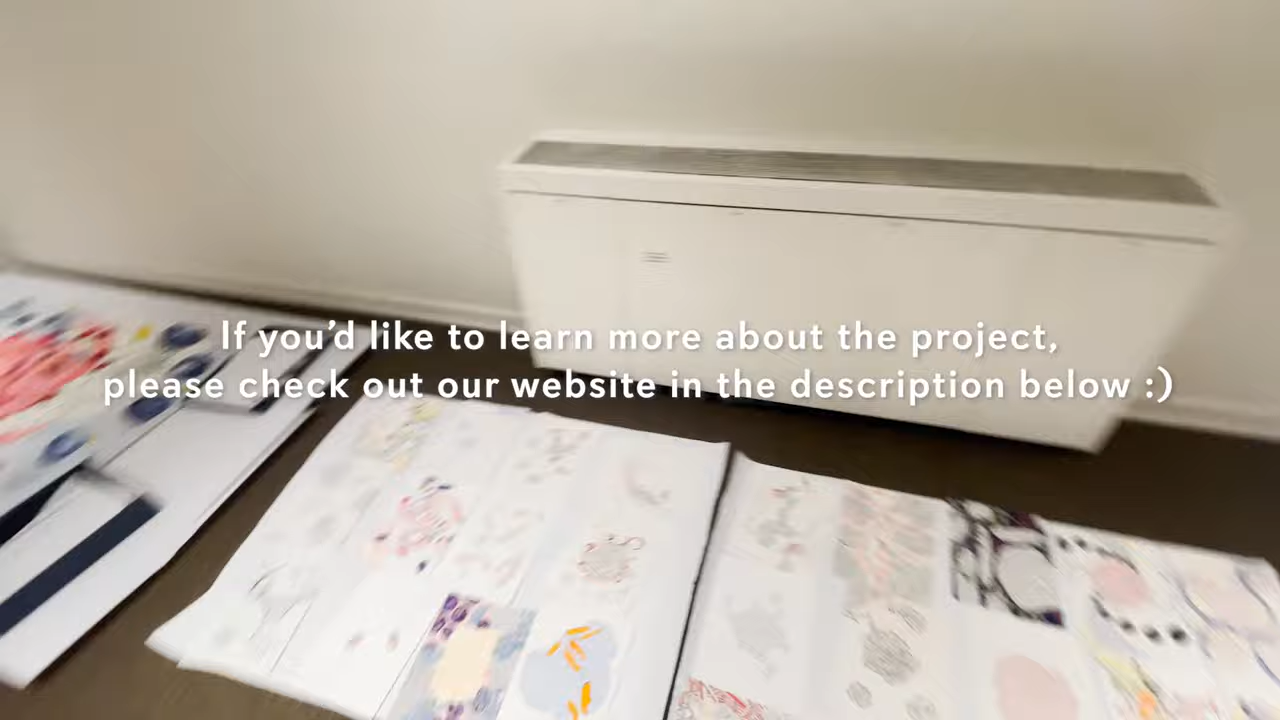 If you’d like to learn more about the project,
please check out our website in the description below :)